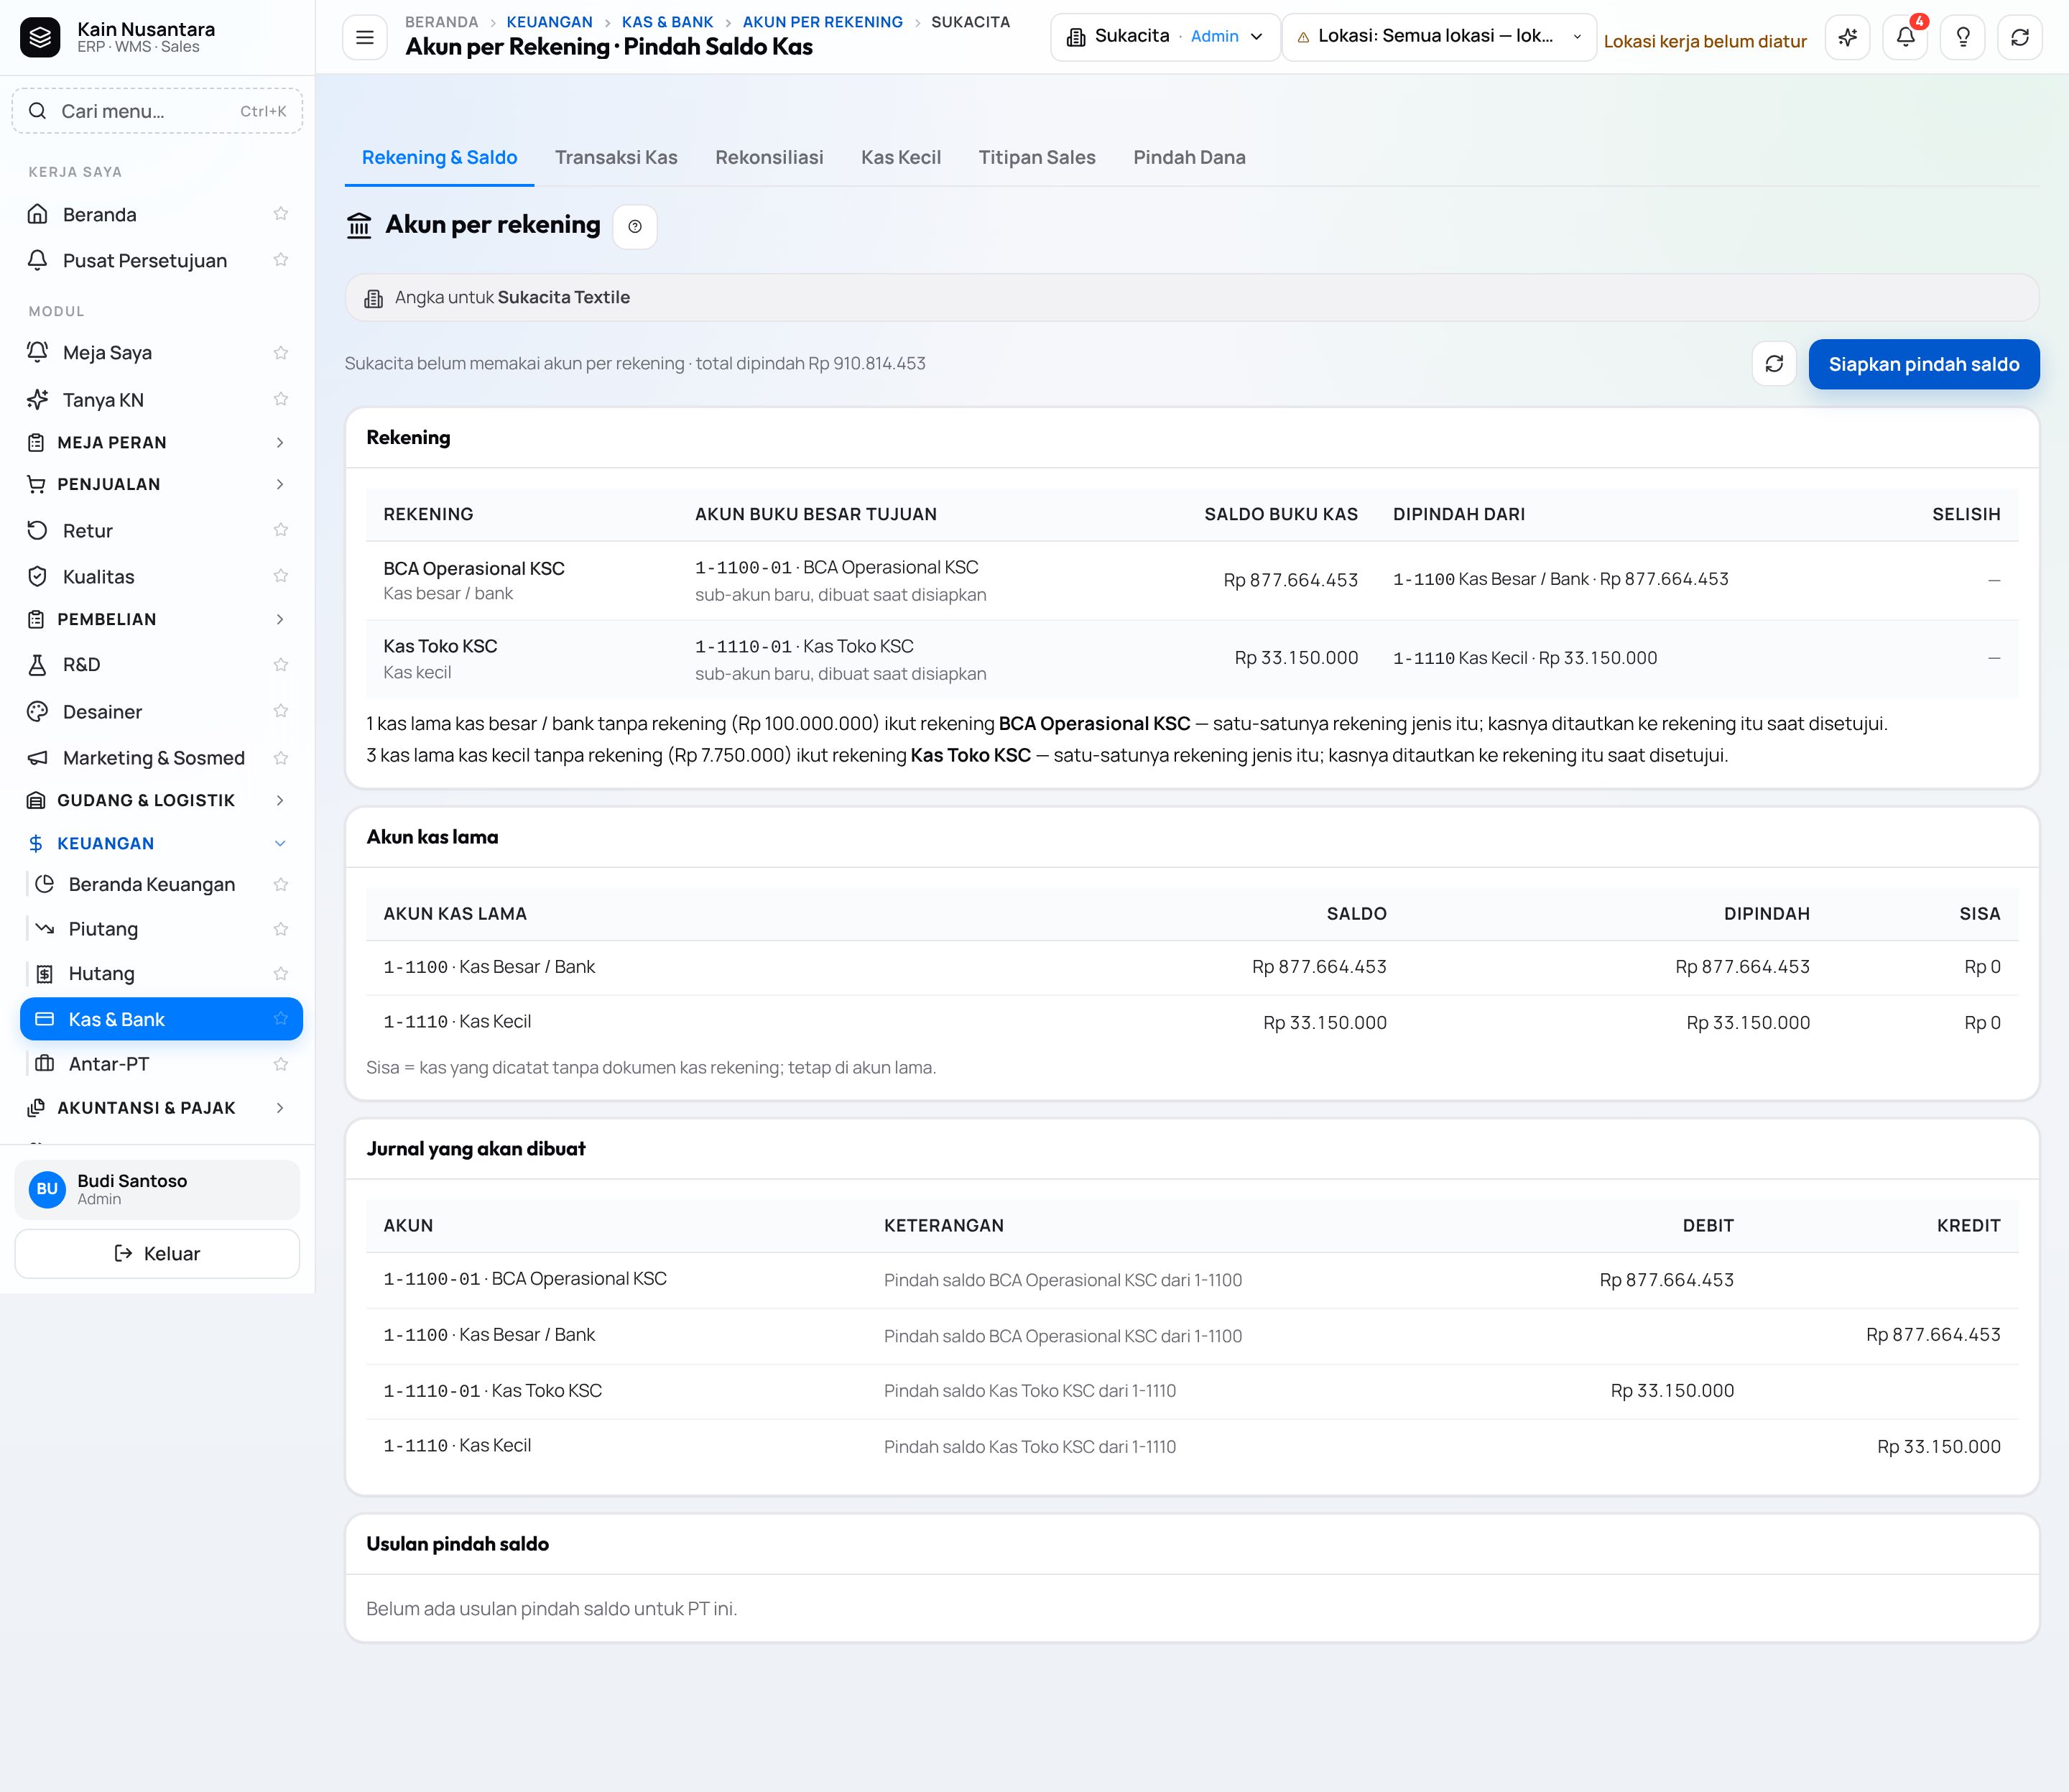 Kain Nusantara
ERP · WMS · Sales
Cari menu...
Ctrl+K
KERJA SAYA
Beranda
Pusat Persetujuan
MODUL
Meja Saya
Tanya KN
MEJA PERAN
PENJUALAN
Retur
Kualitas
PEMBELIAN
R&D
Desainer
Marketing & Sosmed
GUDANG & LOGISTIK
KEUANGAN
Beranda Keuangan
Piutang
Hutang
Kas & Bank
Antar-PT
AKUNTANSI & PAJAK
BU
Budi Santoso
Admin
Keluar
BERANDA > KEUANGAN > KAS & BANK > AKUN PER REKENING > SUKACITA
Akun per Rekening · Pindah Saldo Kas
Sukacita · Admin
Lokasi: Semua lokasi — lok...
Lokasi kerja belum diatur
4
Rekening & Saldo
Transaksi Kas
Rekonsiliasi
Kas Kecil
Titipan Sales
Pindah Dana
Akun per rekening
Angka untuk Sukacita Textile
Sukacita belum memakai akun per rekening · total dipindah Rp 910.814.453
Siapkan pindah saldo
Rekening
REKENING AKUN BUKU BESAR TUJUAN SALDO BUKU KAS DIPINDAH DARI SELISIH
BCA Operasional KSC 1-1100-01 · BCA Operasional KSC Rp 877.664.453 1-1100 Kas Besar / Bank · Rp 877.664.453 —
Kas besar / bank sub-akun baru, dibuat saat disiapkan
Kas Toko KSC 1-1110-01 · Kas Toko KSC Rp 33.150.000 1-1110 Kas Kecil · Rp 33.150.000 —
Kas kecil sub-akun baru, dibuat saat disiapkan
1 kas lama kas besar / bank tanpa rekening (Rp 100.000.000) ikut rekening BCA Operasional KSC — satu-satunya rekening jenis itu; kasnya ditautkan ke rekening itu saat disetujui.
3 kas lama kas kecil tanpa rekening (Rp 7.750.000) ikut rekening Kas Toko KSC — satu-satunya rekening jenis itu; kasnya ditautkan ke rekening itu saat disetujui.
Akun kas lama
AKUN KAS LAMA SALDO DIPINDAH SISA
1-1100 · Kas Besar / Bank Rp 877.664.453 Rp 877.664.453 Rp 0
1-1110 · Kas Kecil Rp 33.150.000 Rp 33.150.000 Rp 0
Sisa = kas yang dicatat tanpa dokumen kas rekening; tetap di akun lama.
Jurnal yang akan dibuat
AKUN KETERANGAN DEBIT KREDIT
1-1100-01 · BCA Operasional KSC Pindah saldo BCA Operasional KSC dari 1-1100 Rp 877.664.453
1-1100 · Kas Besar / Bank Pindah saldo BCA Operasional KSC dari 1-1100 Rp 877.664.453
1-1110-01 · Kas Toko KSC Pindah saldo Kas Toko KSC dari 1-1110 Rp 33.150.000
1-1110 · Kas Kecil Pindah saldo Kas Toko KSC dari 1-1110 Rp 33.150.000
Usulan pindah saldo
Belum ada usulan pindah saldo untuk PT ini.